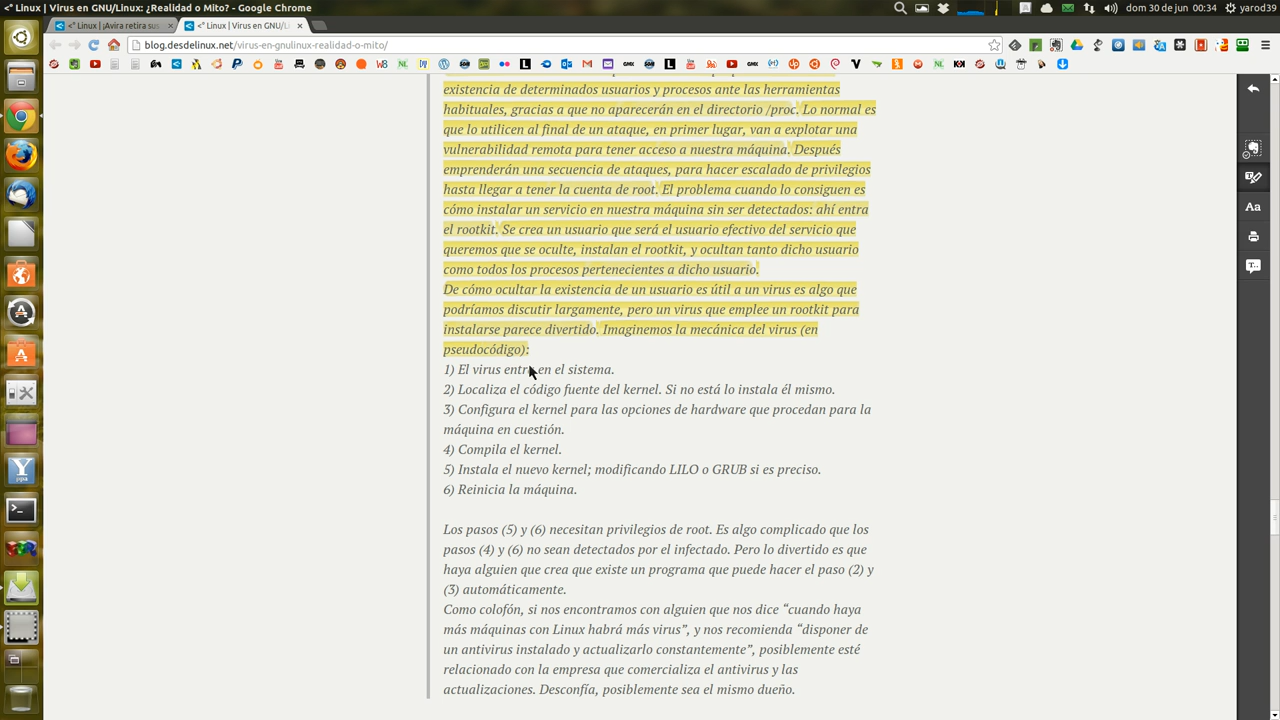 <° Linux | Virus en GNU/Linux: ¿Realidad o Mito? - Google Chrome
dom 30 de jun 00:34
yarod39
<° Linux | ¡Avira retira sus
<° Linux | Virus en GNU/Li
blog.desdelinux.net/virus-en-gnulinux-realidad-o-mito/
existencia de determinados usuarios y procesos ante las herramientas
habituales, gracias a que no aparecerán en el directorio /proc. Lo normal es
que lo utilicen al final de un ataque, en primer lugar, van a explotar una
vulnerabilidad remota para tener acceso a nuestra máquina. Después
emprenderán una secuencia de ataques, para hacer escalado de privilegios
hasta llegar a tener la cuenta de root. El problema cuando lo consiguen es
cómo instalar un servicio en nuestra máquina sin ser detectados: ahí entra
el rootkit. Se crea un usuario que será el usuario efectivo del servicio que
queremos que se oculte, instalan el rootkit, y ocultan tanto dicho usuario
como todos los procesos pertenecientes a dicho usuario.
De cómo ocultar la existencia de un usuario es útil a un virus es algo que
podríamos discutir largamente, pero un virus que emplee un rootkit para
instalarse parece divertido. Imaginemos la mecánica del virus (en
pseudocódigo):
1) El virus entra en el sistema.
2) Localiza el código fuente del kernel. Si no está lo instala él mismo.
3) Configura el kernel para las opciones de hardware que procedan para la
máquina en cuestión.
4) Compila el kernel.
5) Instala el nuevo kernel; modificando LILO o GRUB si es preciso.
6) Reinicia la máquina.
Los pasos (5) y (6) necesitan privilegios de root. Es algo complicado que los
pasos (4) y (6) no sean detectados por el infectado. Pero lo divertido es que
haya alguien que crea que existe un programa que puede hacer el paso (2) y
(3) automáticamente.
Como colofón, si nos encontramos con alguien que nos dice “cuando haya
más máquinas con Linux habrá más virus”, y nos recomienda “disponer de
un antivirus instalado y actualizarlo constantemente”, posiblemente esté
relacionado con la empresa que comercializa el antivirus y las
actualizaciones. Desconfía, posiblemente sea el mismo dueño.
Aa